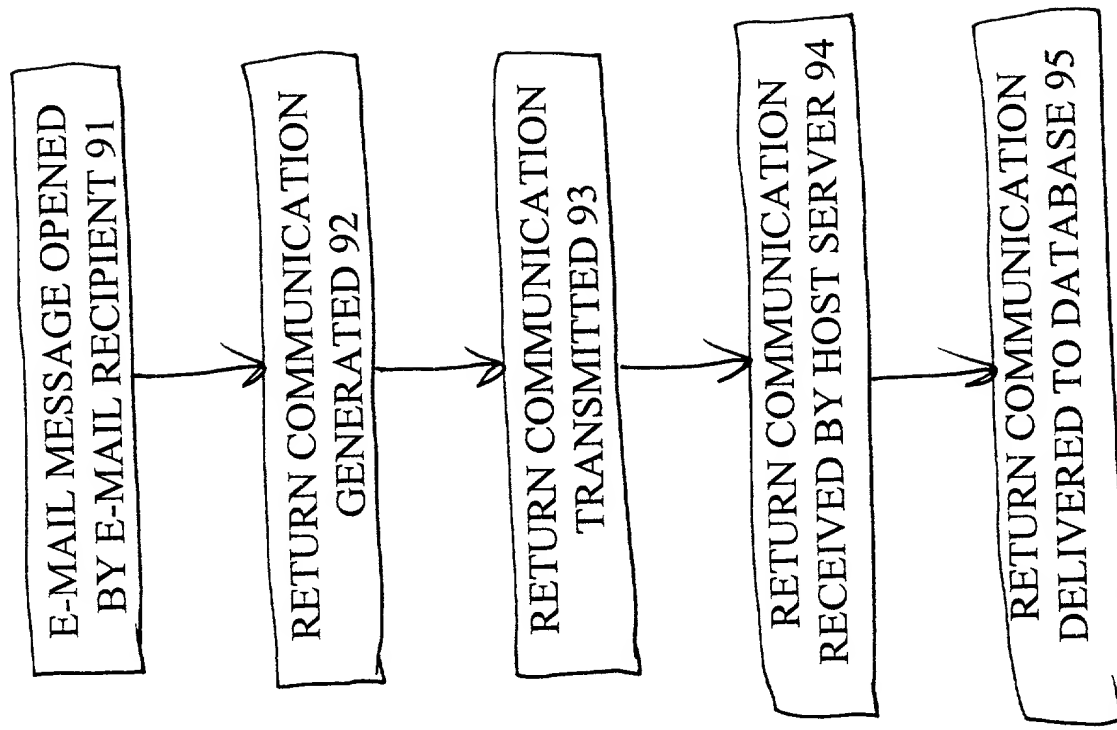 E-MAIL MESSAGE OPENED
BY E-MAIL RECIPIENT 91
RETURN COMMUNICATION
GENERATED 92
RETURN COMMUNICATION
TRANSMITTED 93
RETURN COMMUNICATION
RECEIVED BY HOST SERVER 94
RETURN COMMUNICATION
DELIVERED TO DATABASE 95